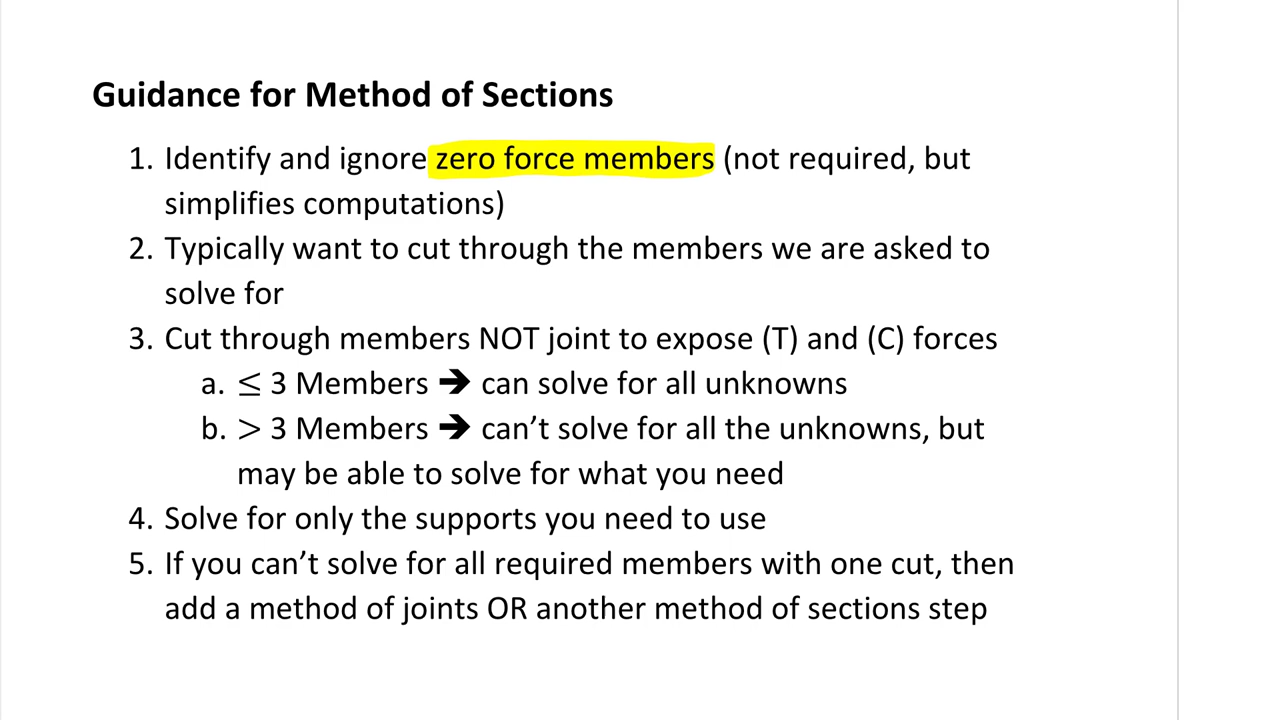 Guidance for Method of Sections
1. Identify and ignore zero force members (not required, but
simplifies computations)
2. Typically want to cut through the members we are asked to
solve for
3. Cut through members NOT joint to expose (T) and (C) forces
a. ≤ 3 Members 🡺 can solve for all unknowns
b. > 3 Members 🡺 can’t solve for all the unknowns, but
may be able to solve for what you need
4. Solve for only the supports you need to use
5. If you can’t solve for all required members with one cut, then
add a method of joints OR another method of sections step